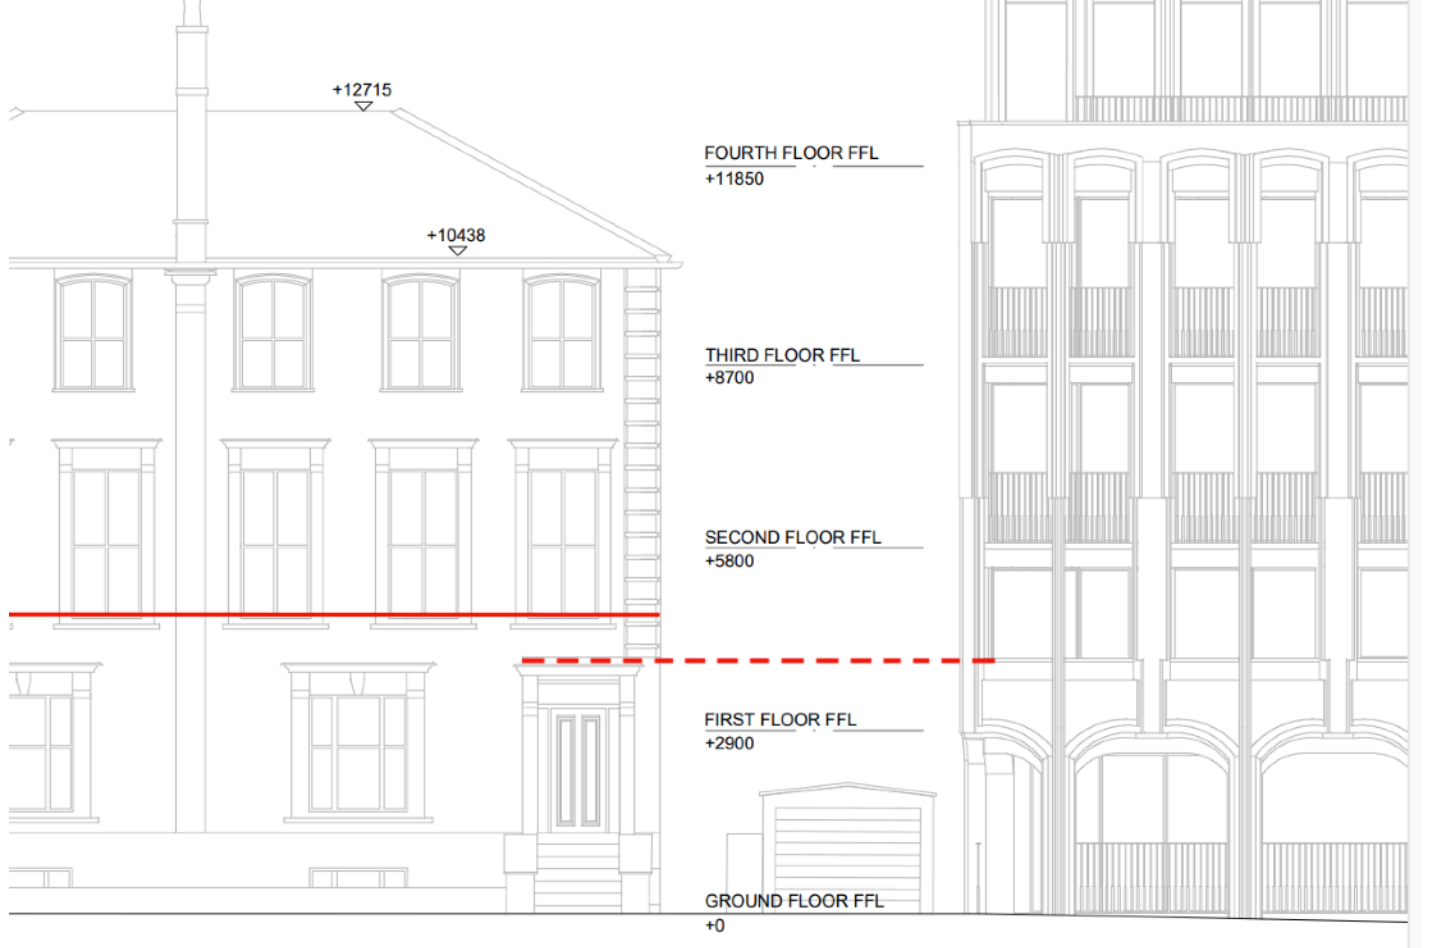 +12715
FOURTH FLOOR FFL
+11850
+10438
THIRD FLOOR FFL
+8700
SECOND FLOOR FFL
+5800
FIRST FLOOR FFL
+2900
GROUND FLOOR FFL
+0